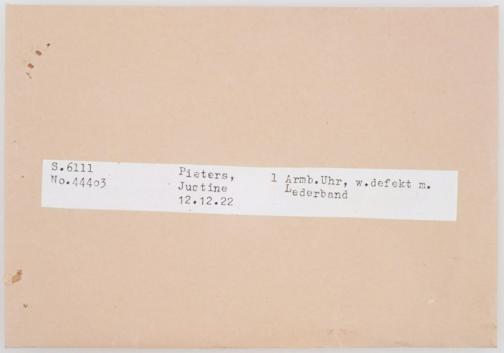 S.6111
No.44403
Pieters,
Justine
12.12.22
1 Armb.Uhr, w.defekt m.
Lederband